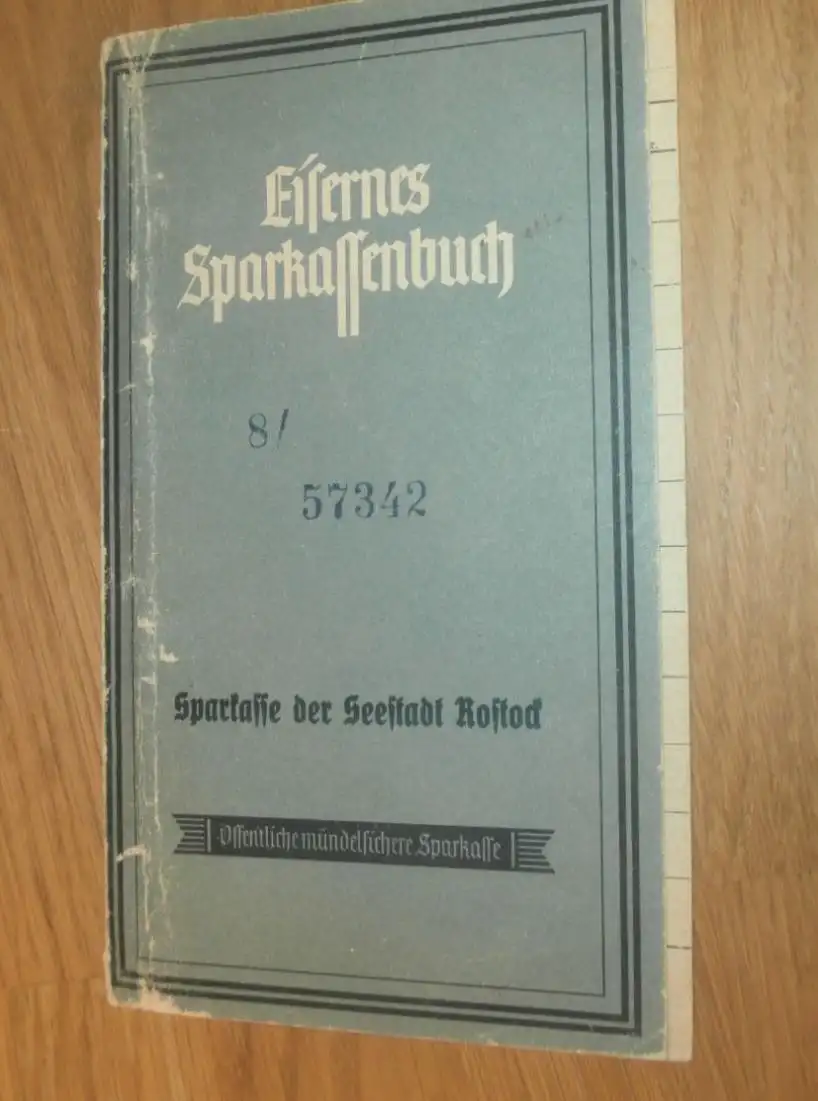 Eisernes
Sparkassenbuch
8/
57342
Sparkasse der Seestadt Rostock
Öffentliche mündelsichere Sparkasse